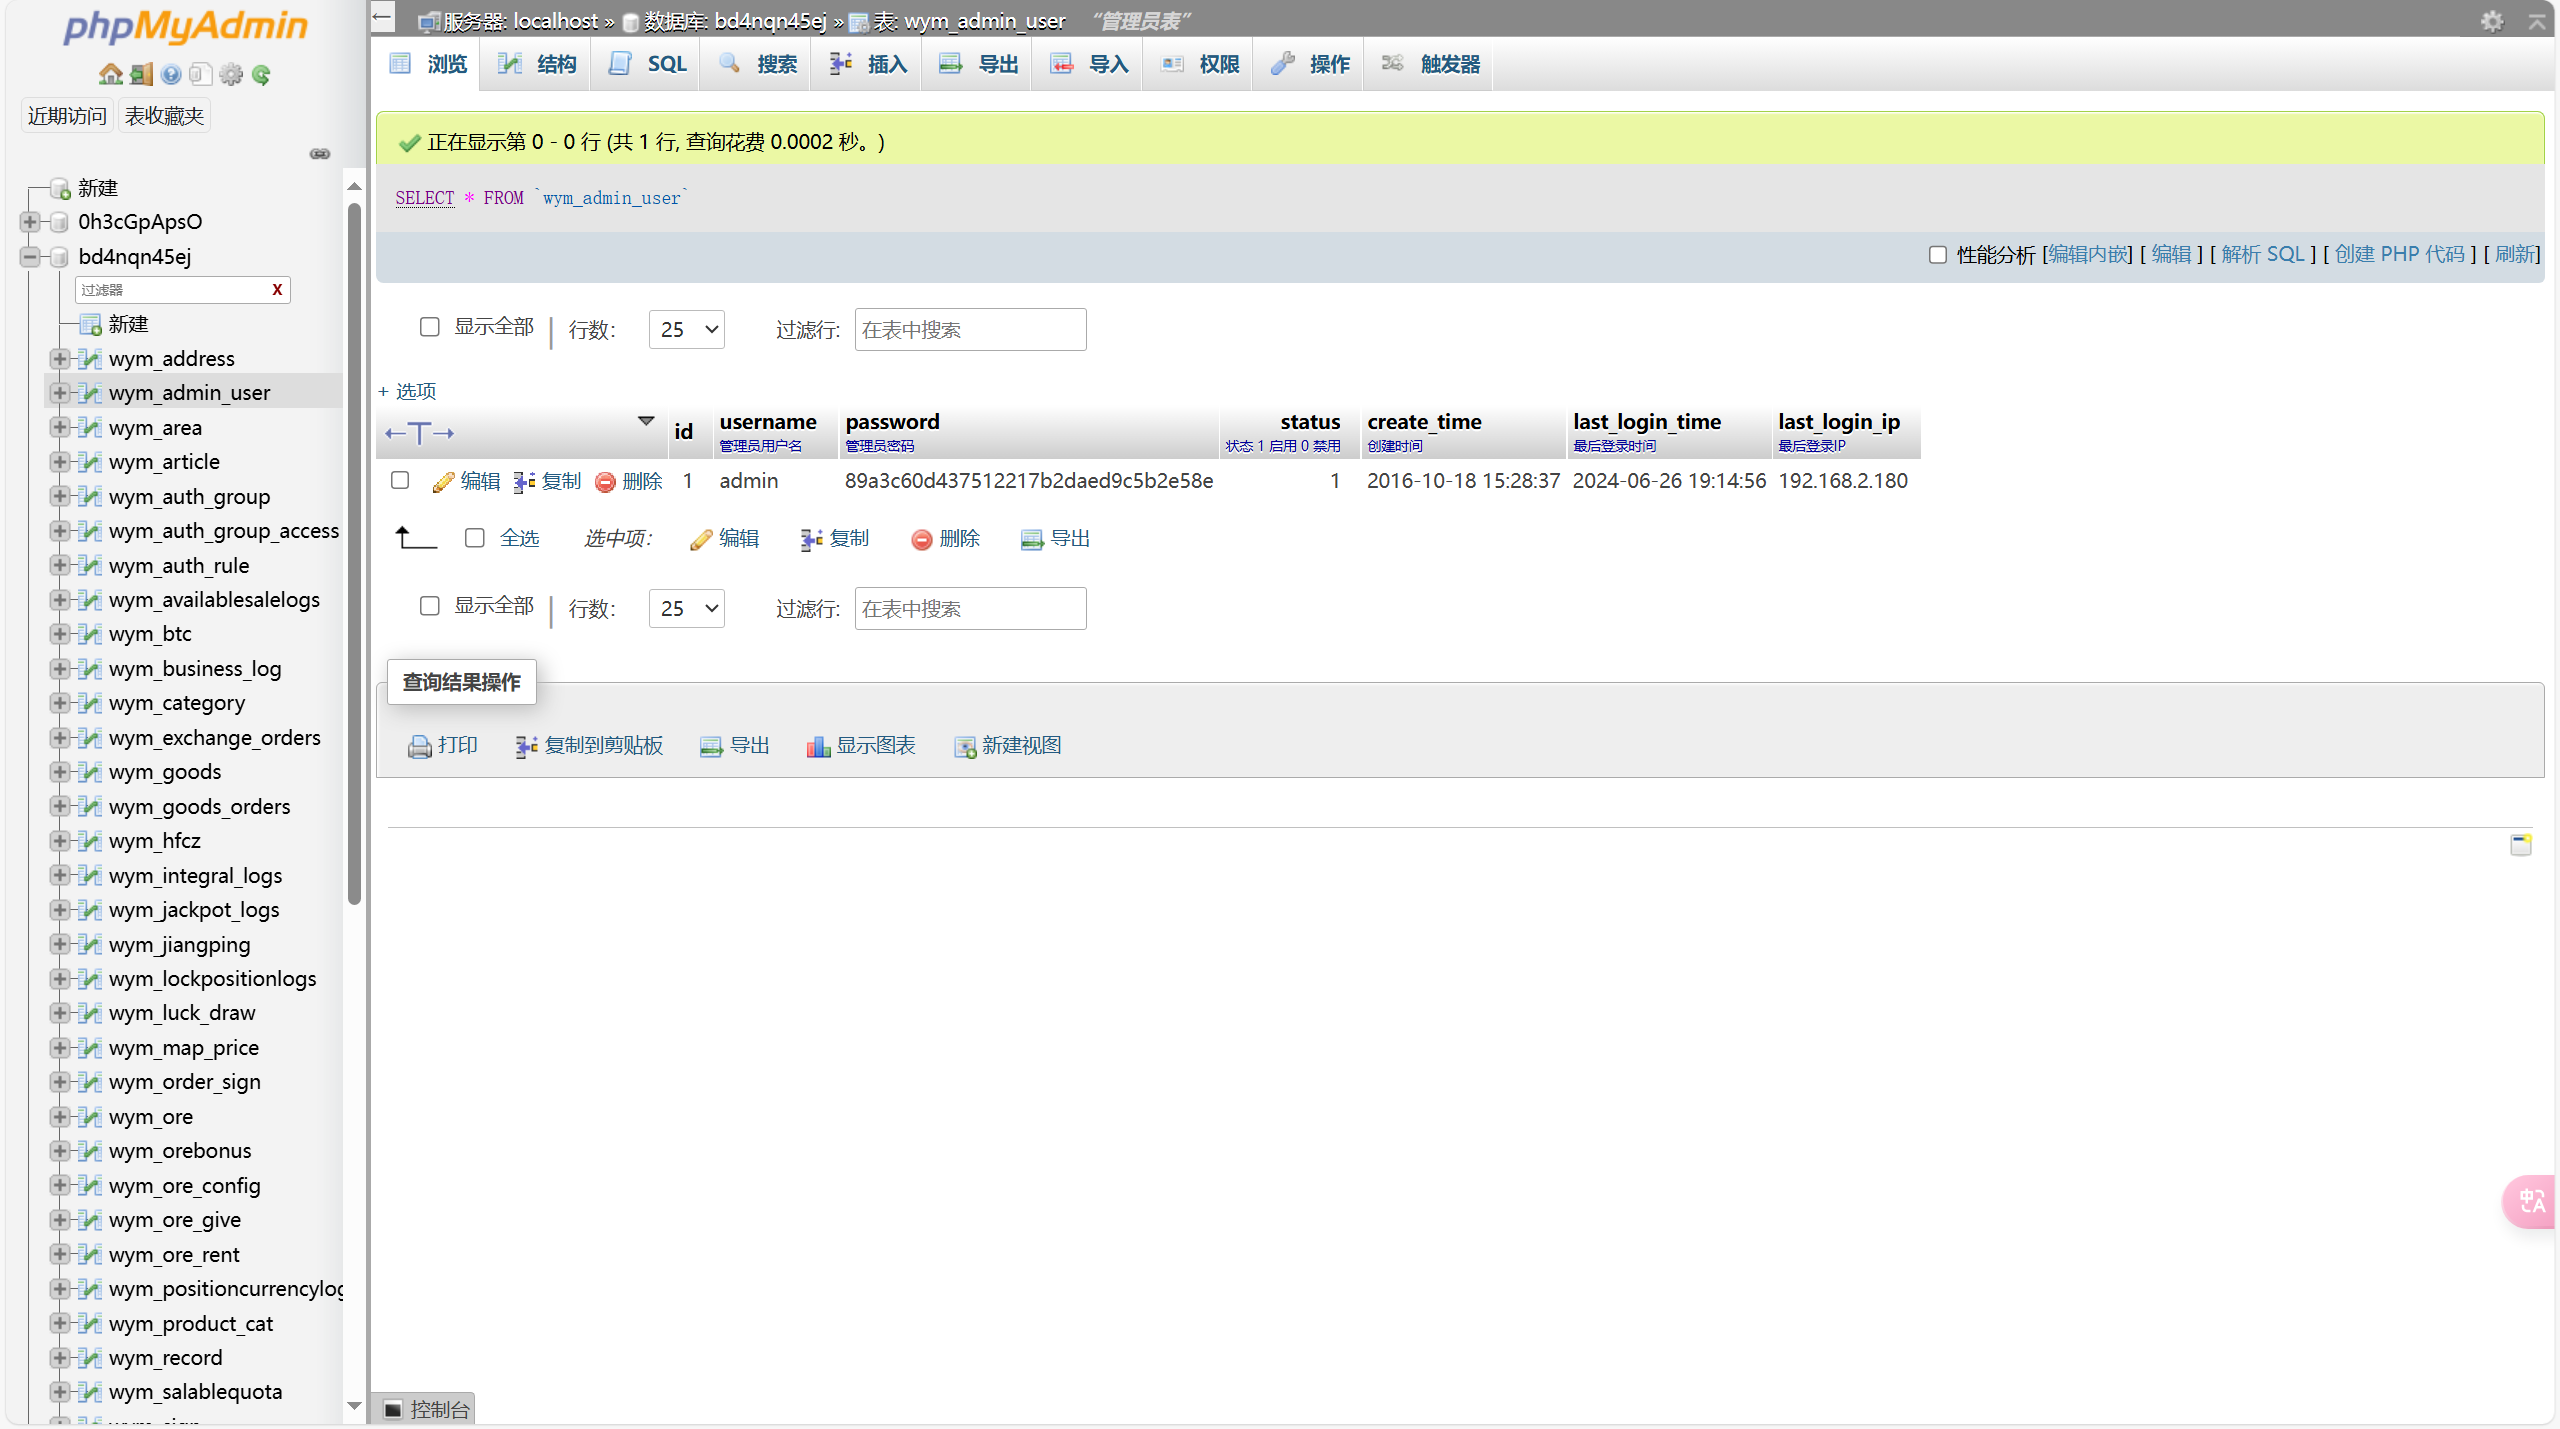 phpMyAdmin
近期访问 表收藏夹
新建
0h3cGpApsO
bd4nqn45ej
过滤器 X
新建
wym_address
wym_admin_user
wym_area
wym_article
wym_auth_group
wym_auth_group_access
wym_auth_rule
wym_availablesalelogs
wym_btc
wym_business_log
wym_category
wym_exchange_orders
wym_goods
wym_goods_orders
wym_hfcz
wym_integral_logs
wym_jackpot_logs
wym_jiangping
wym_lockpositionlogs
wym_luck_draw
wym_map_price
wym_order_sign
wym_ore
wym_orebonus
wym_ore_config
wym_ore_give
wym_ore_rent
wym_positioncurrencylog
wym_product_cat
wym_record
wym_salablequota
服务器: localhost » 数据库: bd4nqn45ej » 表: wym_admin_user “管理员表”
浏览 结构 SQL 搜索 插入 导出 导入 权限 操作 触发器
正在显示第 0 - 0 行 (共 1 行, 查询花费 0.0002 秒。)
SELECT * FROM `wym_admin_user`
性能分析 [编辑内嵌] [ 编辑 ] [ 解析 SQL ] [ 创建 PHP 代码 ] [ 刷新]
显示全部 | 行数: 25 过滤行: 在表中搜索
+ 选项
←T→ id username password status create_time last_login_time last_login_ip
管理员用户名 管理员密码 状态 1 启用 0 禁用 创建时间 最后登录时间 最后登录IP
编辑 复制 删除 1 admin 89a3c60d437512217b2daed9c5b2e58e 1 2016-10-18 15:28:37 2024-06-26 19:14:56 192.168.2.180
全选 选中项: 编辑 复制 删除 导出
显示全部 | 行数: 25 过滤行: 在表中搜索
查询结果操作
打印 复制到剪贴板 导出 显示图表 新建视图
中A
控制台